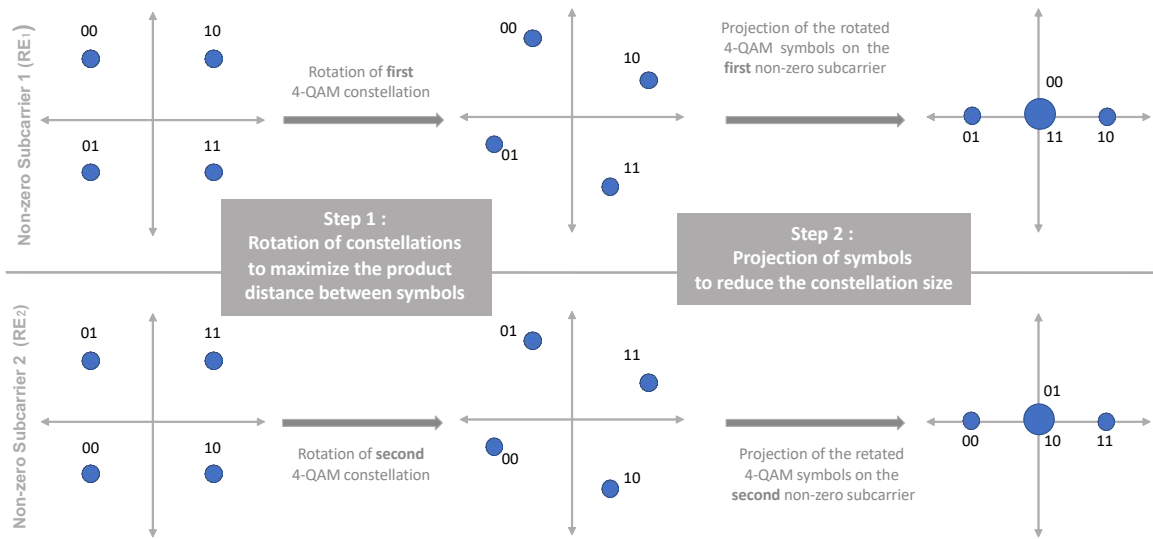 Non-zero Subcarrier 1 (RE1)
00
10
01
11
Rotation of first
4-QAM constellation
00
10
01
11
Projection of the rotated
4-QAM symbols on the
first non-zero subcarrier
00
01
11
10
Step 1 :
Rotation of constellations
to maximize the product
distance between symbols
Step 2 :
Projection of symbols
to reduce the constellation size
Non-zero Subcarrier 2 (RE2)
01
11
00
10
Rotation of second
4-QAM constellation
01
11
00
10
Projection of the retated
4-QAM symbols on the
second non-zero subcarrier
01
00
10
11